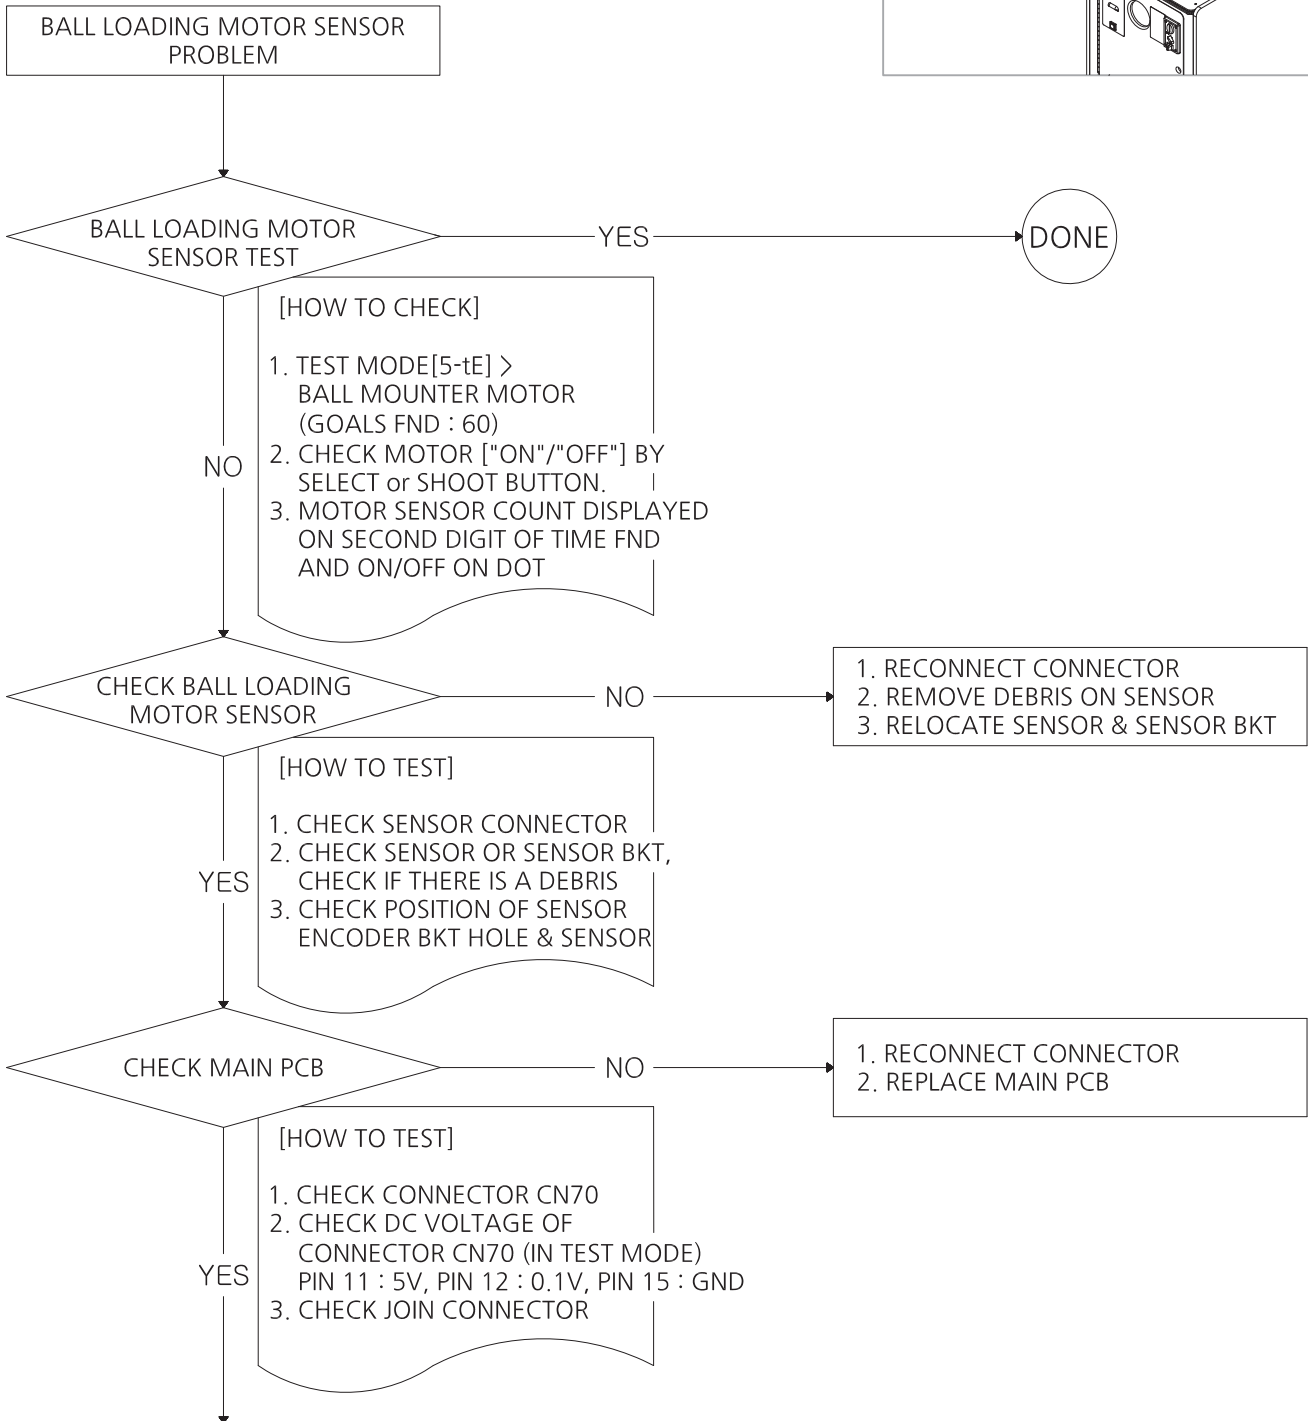 BALL LOADING MOTOR SENSOR
PROBLEM
BALL LOADING MOTOR
SENSOR TEST
YES
DONE
[HOW TO CHECK]
1. TEST MODE[5-tE] >
BALL MOUNTER MOTOR
(GOALS FND : 60)
2. CHECK MOTOR ["ON"/"OFF"] BY
SELECT or SHOOT BUTTON.
3. MOTOR SENSOR COUNT DISPLAYED
ON SECOND DIGIT OF TIME FND
AND ON/OFF ON DOT
NO
CHECK BALL LOADING
MOTOR SENSOR
NO
1. RECONNECT CONNECTOR
2. REMOVE DEBRIS ON SENSOR
3. RELOCATE SENSOR & SENSOR BKT
[HOW TO TEST]
1. CHECK SENSOR CONNECTOR
2. CHECK SENSOR OR SENSOR BKT,
CHECK IF THERE IS A DEBRIS
3. CHECK POSITION OF SENSOR
ENCODER BKT HOLE & SENSOR
YES
CHECK MAIN PCB
NO
1. RECONNECT CONNECTOR
2. REPLACE MAIN PCB
[HOW TO TEST]
1. CHECK CONNECTOR CN70
2. CHECK DC VOLTAGE OF
CONNECTOR CN70 (IN TEST MODE)
PIN 11 : 5V, PIN 12 : 0.1V, PIN 15 : GND
3. CHECK JOIN CONNECTOR
YES